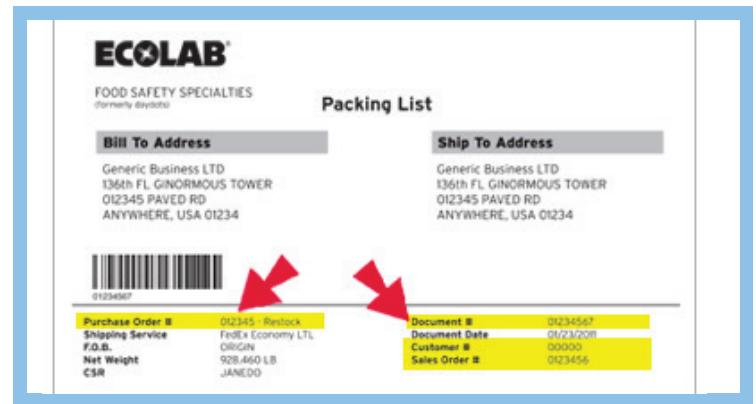 ECOLAB®
FOOD SAFETY SPECIALTIES
(formerly daydots)
Packing List
Bill To Address
Generic Business LTD
136th FL GINORMOUS TOWER
012345 PAVED RD
ANYWHERE, USA 01234
Ship To Address
Generic Business LTD
136th FL GINORMOUS TOWER
012345 PAVED RD
ANYWHERE, USA 01234
01234567
Purchase Order # 012345 - Restock
Shipping Service FedEx Economy LTL
F.O.B. ORIGIN
Net Weight 928.460 LB
CSR JANEDO
Document # 01234567
Document Date 01/23/2011
Customer # 00000
Sales Order # 0123456